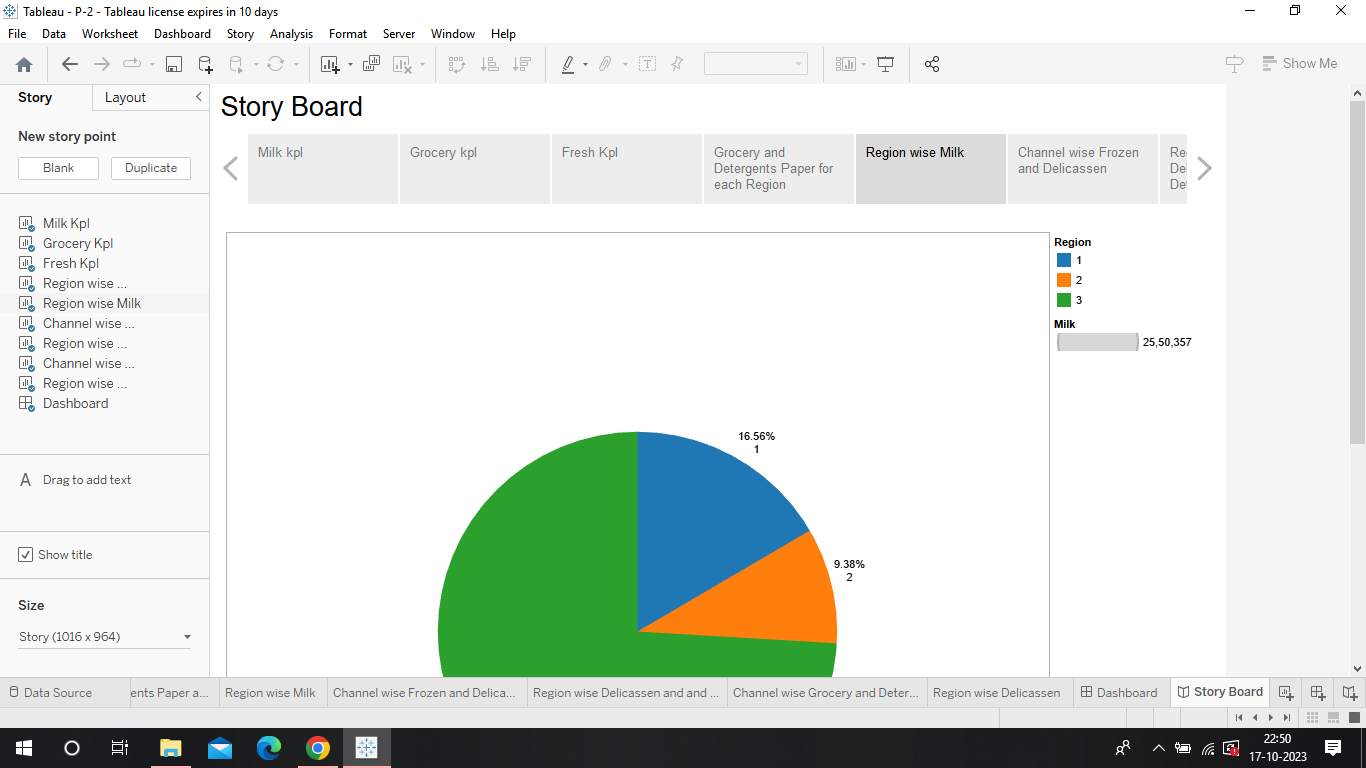 Tableau - P-2 - Tableau license expires in 10 days
File Data Worksheet Dashboard Story Analysis Format Server Window Help
Show Me
Story
Layout
New story point
Blank
Duplicate
Milk Kpl
Grocery Kpl
Fresh Kpl
Region wise ...
Region wise Milk
Channel wise ...
Region wise ...
Channel wise ...
Region wise ...
Dashboard
A Drag to add text
Show title
Size
Story (1016 x 964)
Story Board
Milk kpl
Grocery kpl
Fresh Kpl
Grocery and
Detergents Paper for
each Region
Region wise Milk
Channel wise Frozen
and Delicassen
Re
De
De
Region
1
2
3
Milk
25,50,357
16.56%
1
9.38%
2
Data Source
ents Paper a...
Region wise Milk
Channel wise Frozen and Delica...
Region wise Delicassen and and ...
Channel wise Grocery and Deter...
Region wise Delicassen
Dashboard
Story Board
22:50
17-10-2023